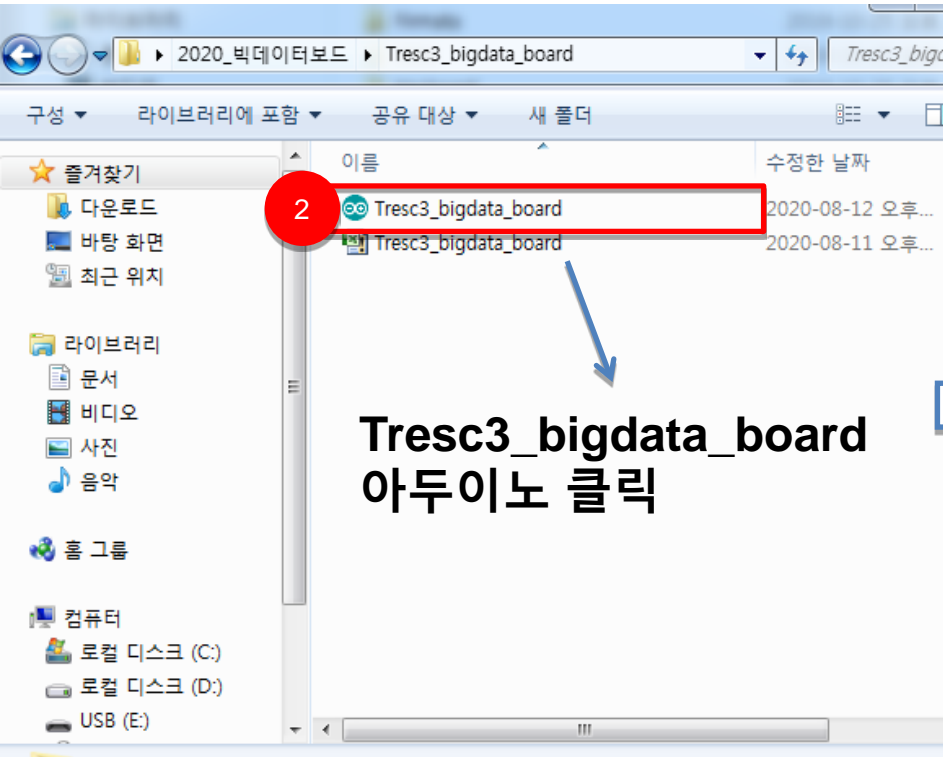 2020_빅데이터보드 ▸ Tresc3_bigdata_board
Tresc3_bigd
구성 ▼ 라이브러리에 포함 ▼ 공유 대상 ▼ 새 폴더
이름 수정한 날짜
즐겨찾기
다운로드
바탕 화면
최근 위치
2
Tresc3_bigdata_board 2020-08-12 오후...
Tresc3_bigdata_board 2020-08-11 오후...
라이브러리
문서
비디오
사진
음악
Tresc3_bigdata_board
아두이노 클릭
홈 그룹
컴퓨터
로컬 디스크 (C:)
로컬 디스크 (D:)
USB (E:)